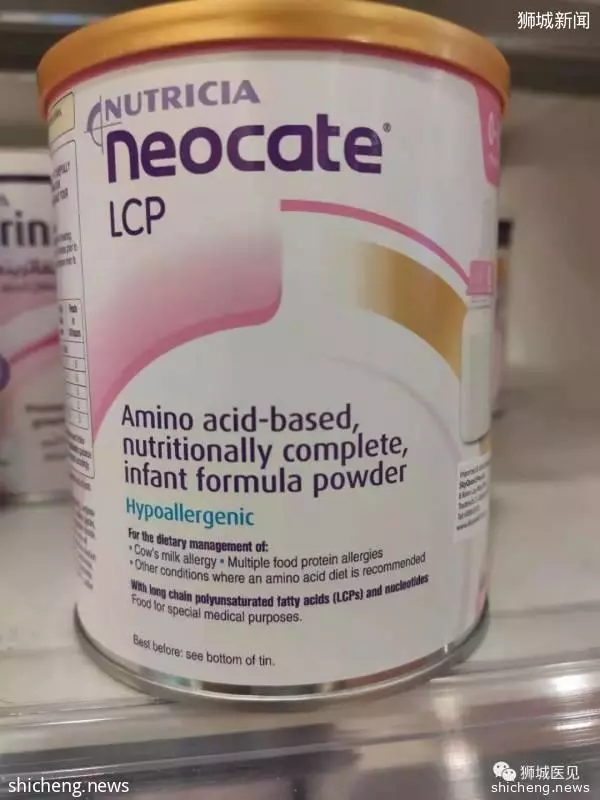 狮城新闻
NUTRICIA
neocate®
LCP
rin
Amino acid-based,
nutritionally complete,
infant formula powder
Hypoallergenic
For the dietary management of:
• Cow's milk allergy • Multiple food protein allergies
• Other conditions where an amino acid diet is recommended
With long chain polyunsaturated fatty acids (LCPs) and nucleotides
Food for special medical purposes.
Best before: see bottom of tin.
狮城医见
shicheng.news
shicheng.news